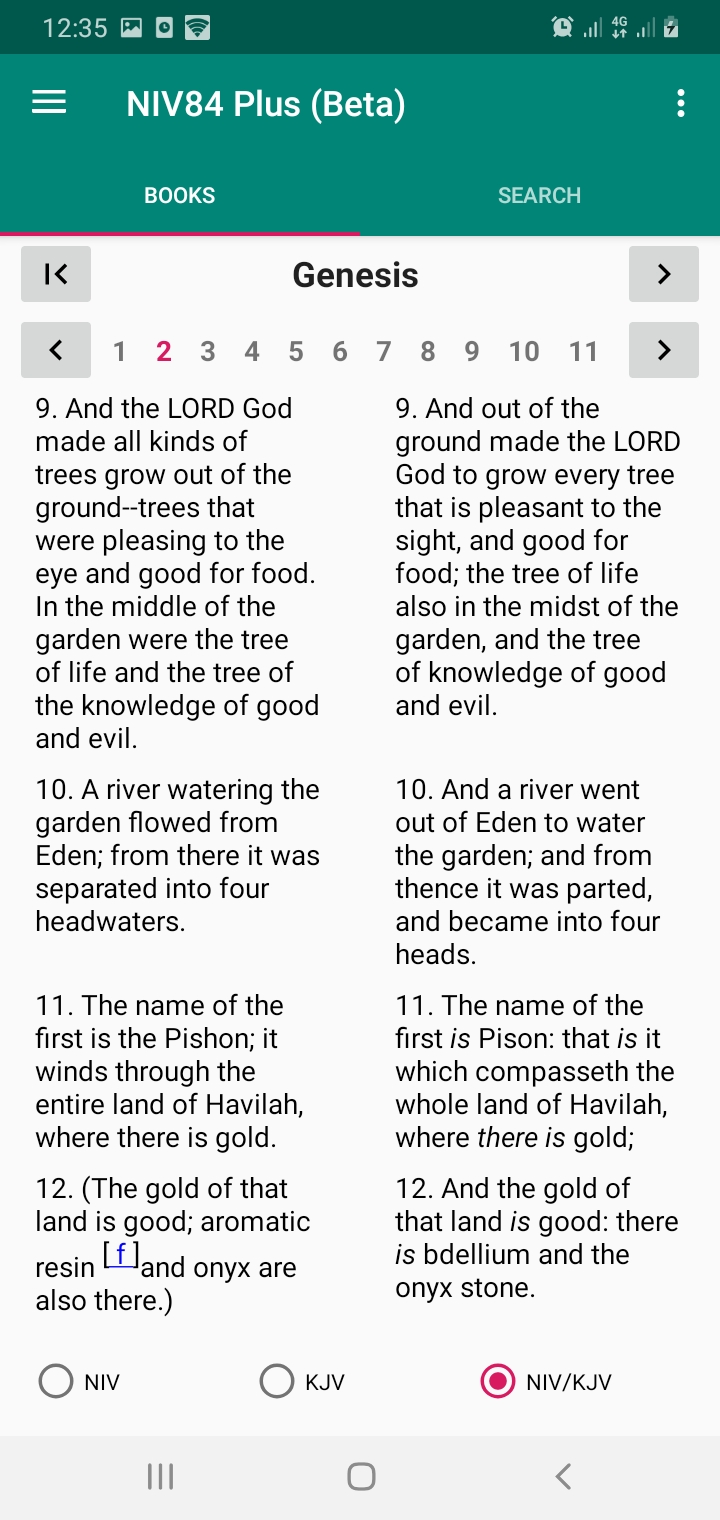 12:35
4G
NIV84 Plus (Beta)
BOOKS
SEARCH
Genesis
1 2 3 4 5 6 7 8 9 10 11
9. And the LORD God
made all kinds of
trees grow out of the
ground--trees that
were pleasing to the
eye and good for food.
In the middle of the
garden were the tree
of life and the tree of
the knowledge of good
and evil.
9. And out of the
ground made the LORD
God to grow every tree
that is pleasant to the
sight, and good for
food; the tree of life
also in the midst of the
garden, and the tree
of knowledge of good
and evil.
10. A river watering the
garden flowed from
Eden; from there it was
separated into four
headwaters.
10. And a river went
out of Eden to water
the garden; and from
thence it was parted,
and became into four
heads.
11. The name of the
first is the Pishon; it
winds through the
entire land of Havilah,
where there is gold.
11. The name of the
first is Pison: that is it
which compasseth the
whole land of Havilah,
where there is gold;
12. (The gold of that
land is good; aromatic
resin [f]and onyx are
also there.)
12. And the gold of
that land is good: there
is bdellium and the
onyx stone.
NIV
KJV
NIV/KJV